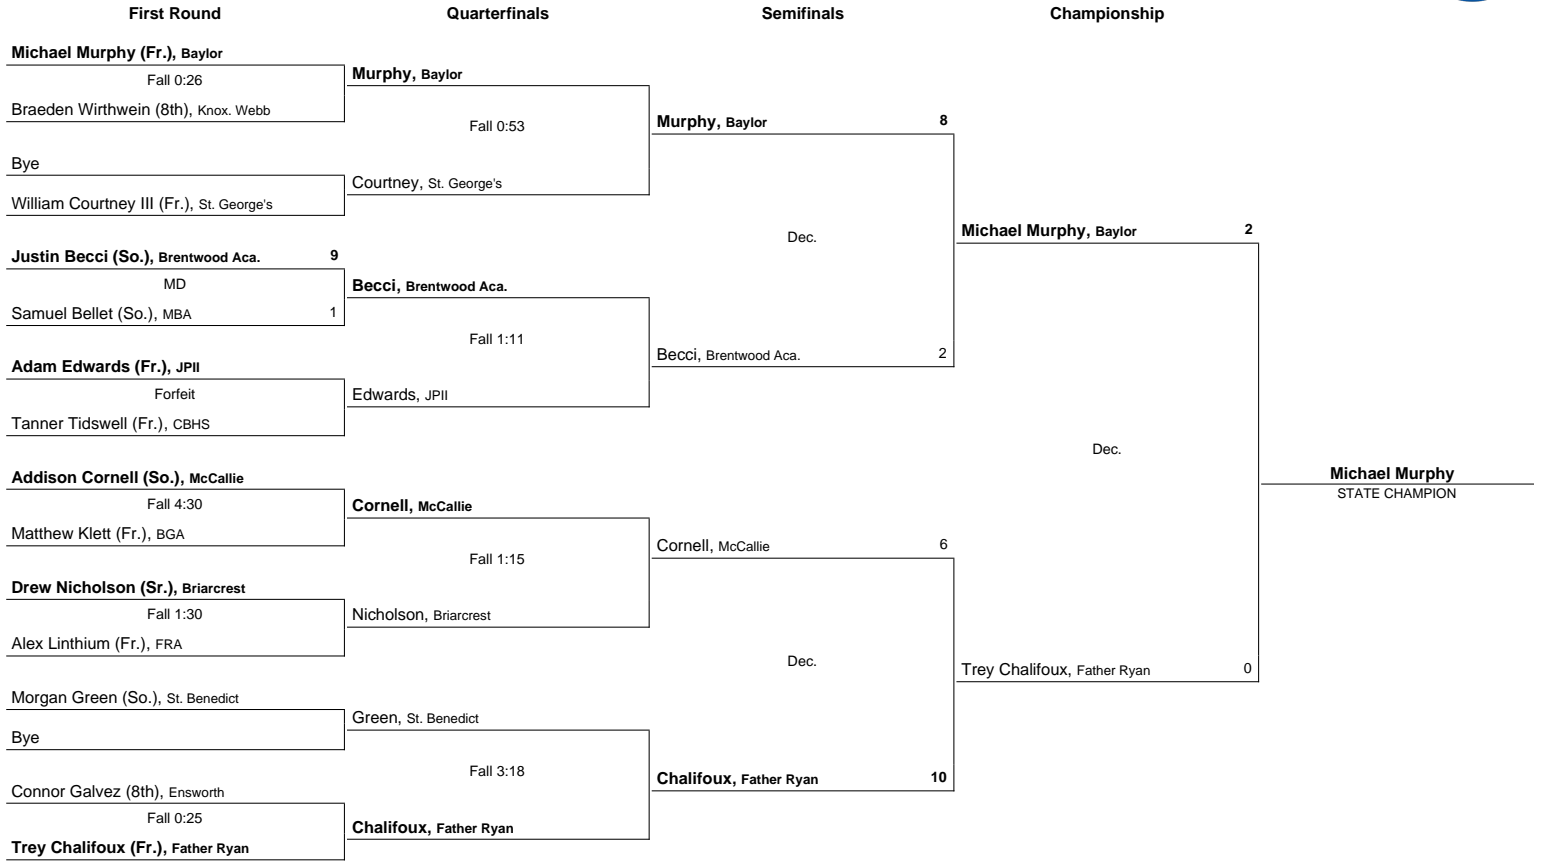 First Round Quarterfinals Semifinals Championship
Michael Murphy (Fr.), Baylor
Fall 0:26
Braeden Wirthwein (8th), Knox. Webb
Bye
William Courtney III (Fr.), St. George's
Justin Becci (So.), Brentwood Aca. 9
MD
Samuel Bellet (So.), MBA 1
Adam Edwards (Fr.), JPII
Forfeit
Tanner Tidswell (Fr.), CBHS
Addison Cornell (So.), McCallie
Fall 4:30
Matthew Klett (Fr.), BGA
Drew Nicholson (Sr.), Briarcrest
Fall 1:30
Alex Linthium (Fr.), FRA
Morgan Green (So.), St. Benedict
Bye
Connor Galvez (8th), Ensworth
Fall 0:25
Trey Chalifoux (Fr.), Father Ryan
Murphy, Baylor
Fall 0:53
Courtney, St. George's
Becci, Brentwood Aca.
Fall 1:11
Edwards, JPII
Cornell, McCallie
Fall 1:15
Nicholson, Briarcrest
Green, St. Benedict
Fall 3:18
Chalifoux, Father Ryan
Murphy, Baylor 8
Dec.
Becci, Brentwood Aca. 2
Cornell, McCallie 6
Dec.
Chalifoux, Father Ryan 10
Michael Murphy, Baylor 2
Dec.
Trey Chalifoux, Father Ryan 0
Michael Murphy
STATE CHAMPION